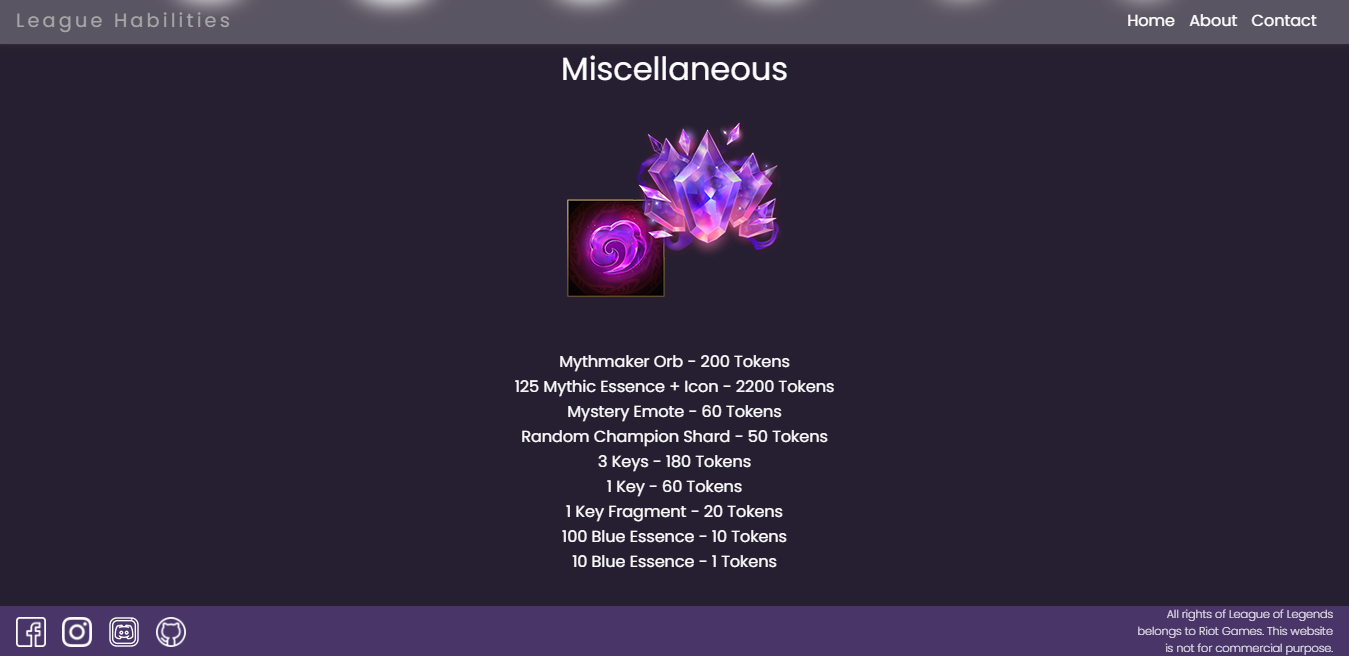 League Habilities
Home About Contact
Miscellaneous
Mythmaker Orb - 200 Tokens
125 Mythic Essence + Icon - 2200 Tokens
Mystery Emote - 60 Tokens
Random Champion Shard - 50 Tokens
3 Keys - 180 Tokens
1 Key - 60 Tokens
1 Key Fragment - 20 Tokens
100 Blue Essence - 10 Tokens
10 Blue Essence - 1 Tokens
All rights of League of Legends
belongs to Riot Games. This website
is not for commercial purpose.